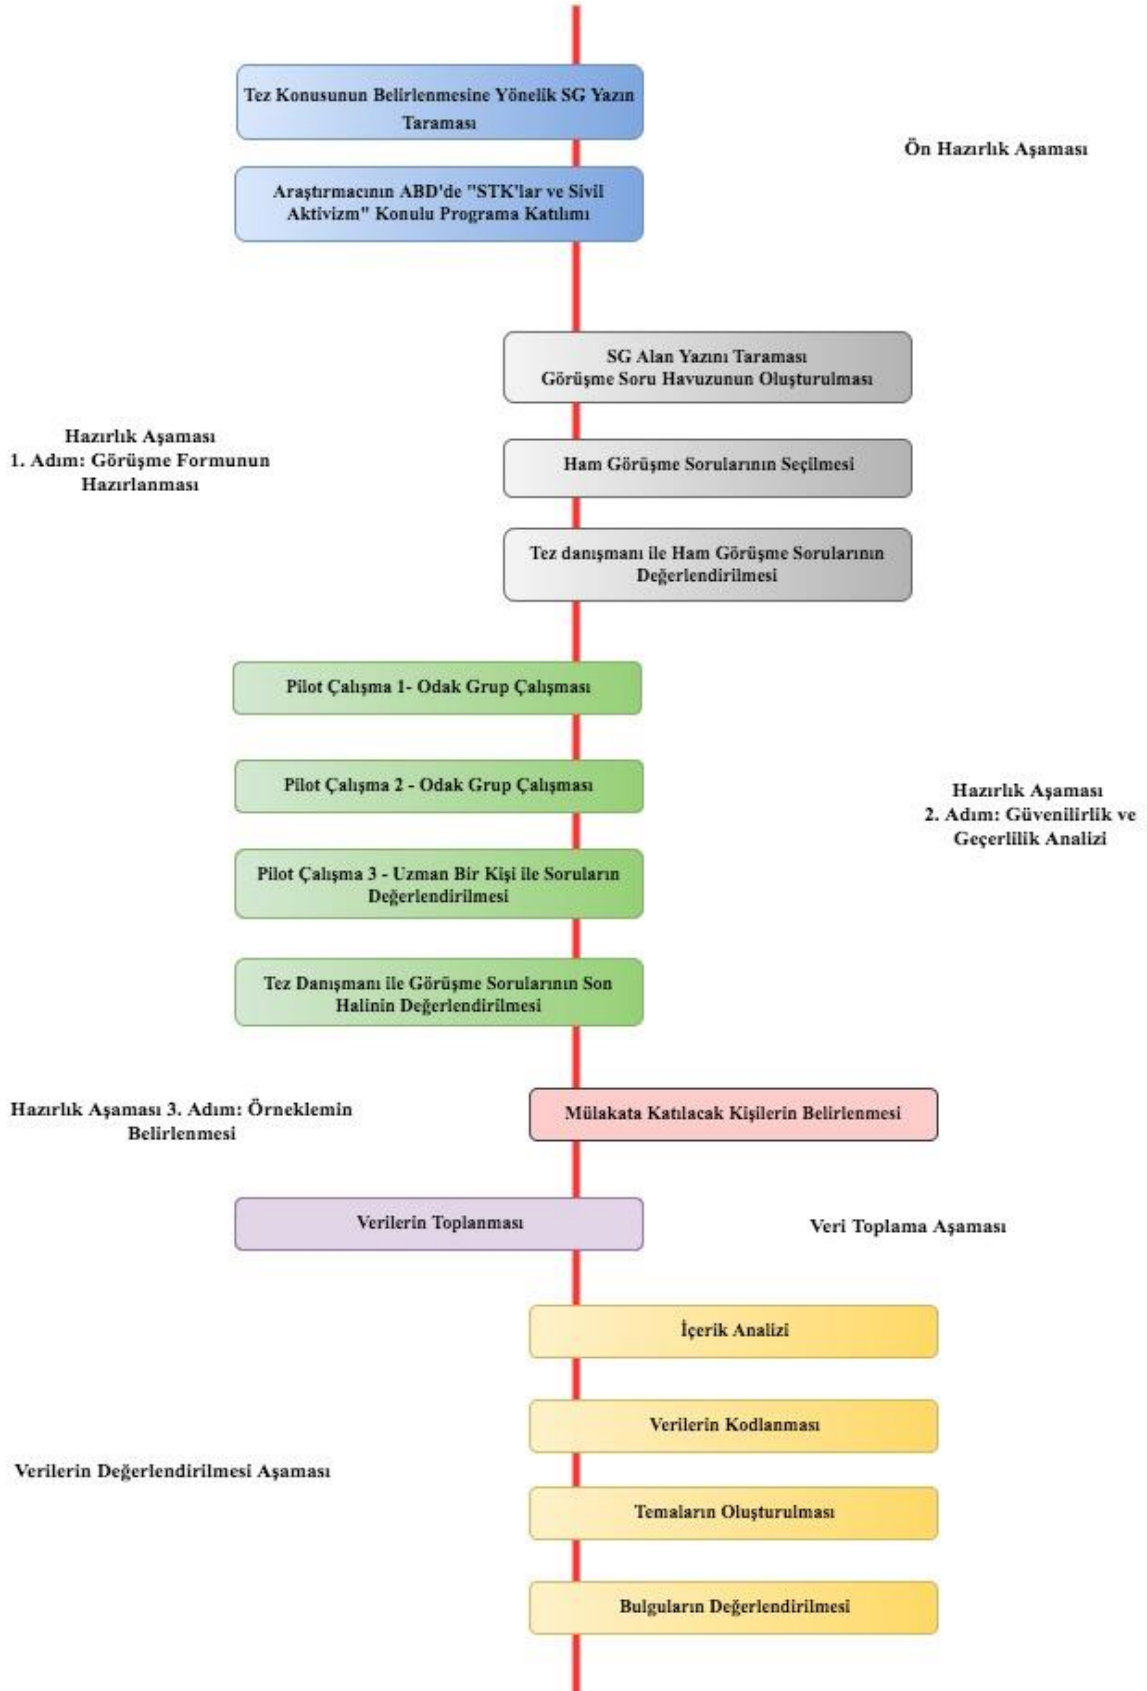 Tez Konusunun Belirlenmesine Yönelik SG Yazın
Taraması
Ön Hazırlık Aşaması
Araştırmacının ABD'de "STK'lar ve Sivil
Aktivizm" Konulu Programa Katılımı
SG Alan Yazını Taraması
Görüşme Soru Havuzunun Oluşturulması
Hazırlık Aşaması
1. Adım: Görüşme Formunun
Hazırlanması
Ham Görüşme Sorularının Seçilmesi
Tez danışmanı ile Ham Görüşme Sorularının
Değerlendirilmesi
Pilot Çalışma 1- Odak Grup Çalışması
Pilot Çalışma 2 - Odak Grup Çalışması
Hazırlık Aşaması
2. Adım: Güvenilirlik ve
Geçerlilik Analizi
Pilot Çalışma 3 - Uzman Bir Kişi ile Soruların
Değerlendirilmesi
Tez Danışmanı ile Görüşme Sorularının Son
Halinin Değerlendirilmesi
Hazırlık Aşaması 3. Adım: Örneklemin
Belirlenmesi
Mülakata Katılacak Kişilerin Belirlenmesi
Verilerin Toplanması
Veri Toplama Aşaması
İçerik Analizi
Verilerin Kodlanması
Verilerin Değerlendirilmesi Aşaması
Temaların Oluşturulması
Bulguların Değerlendirilmesi